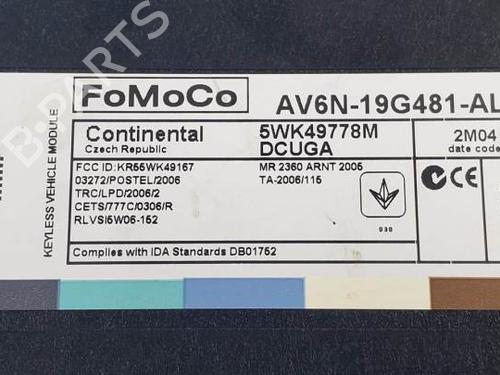 B-PARTS
FoMoCo
AV6N-19G481-AL
KEYLESS VEHICLE MODULE
Continental
Czech Republic
5WK49778M
DCUGA
2M04
date code
FCC ID: KR55WK49167
03272/POSTEL/2006
TRC/LPD/2006/2
CETS/777C/0306/R
RLVSI5W06-152
MR 2360 ARNT 2005
TA-2006/115
030
Complies with IDA Standards DB01752